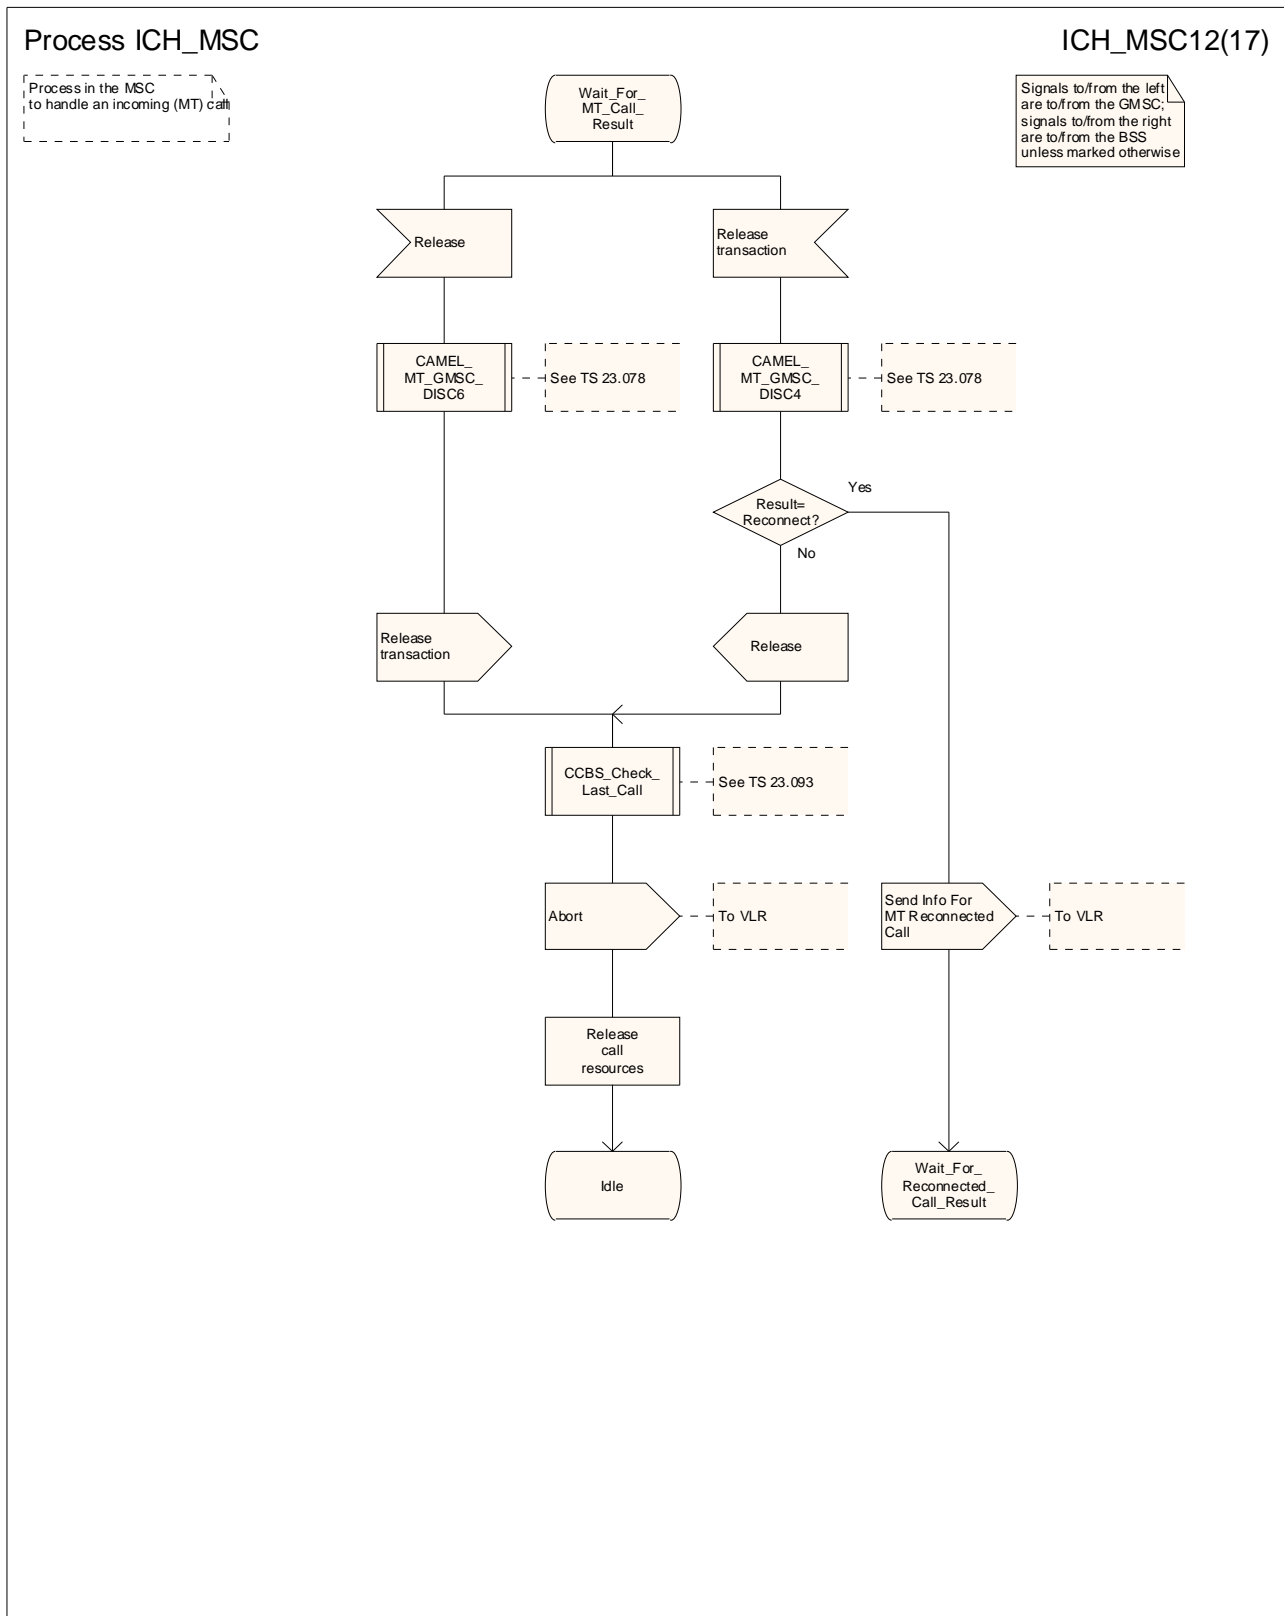 Process ICH_MSC
ICH_MSC12(17)
Process in the MSC
to handle an incoming (MT) call
Signals to/from the left
are to/from the GMSC;
signals to/from the right
are to/from the BSS
unless marked otherwise
Wait_For_
MT_Call_
Result
Release
Release
transaction
CAMEL_
MT_GMSC_
DISC6
See TS 23.078
CAMEL_
MT_GMSC_
DISC4
See TS 23.078
Result=
Reconnect?
Yes
No
Release
transaction
Release
CCBS_Check_
Last_Call
See TS 23.093
Abort
To VLR
Send Info For
MT Reconnected
Call
To VLR
Release
call
resources
Idle
Wait_For_
Reconnected_
Call_Result